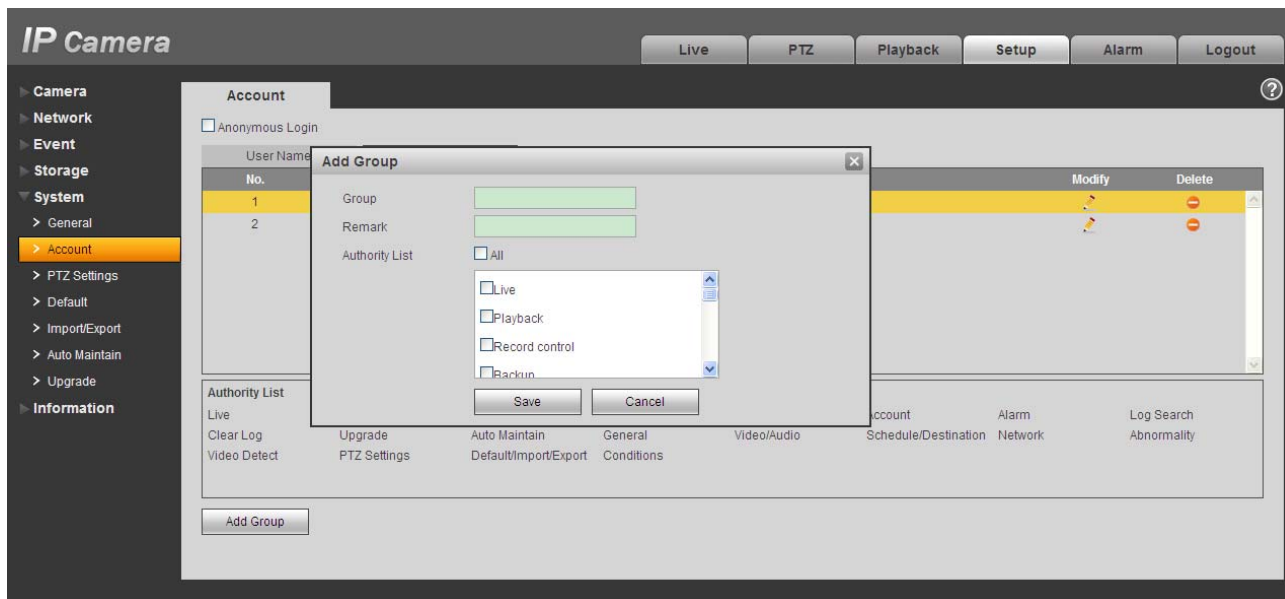 IP Camera
Live PTZ Playback Setup Alarm Logout
Camera
Network
Event
Storage
System
> General
> Account
> PTZ Settings
> Default
> Import/Export
> Auto Maintain
> Upgrade
Information
Account
?
Anonymous Login
User Name
No. Modify Delete
1
2
Add Group
Group
Remark
Authority List All
Live
Playback
Record control
Backup
Save Cancel
Authority List
Live Account Alarm Log Search
Clear Log Upgrade Auto Maintain General Video/Audio Schedule/Destination Network Abnormality
Video Detect PTZ Settings Default/Import/Export Conditions
Add Group